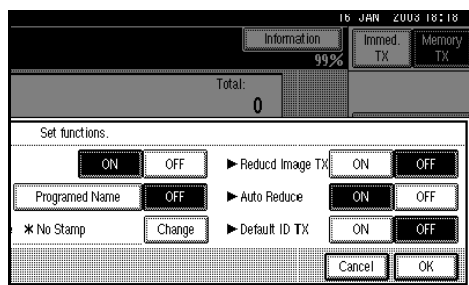 16 JAN 2003 18:18
Information
Immed. TX
Memory TX
99%
Total:
0
Set functions.
ON OFF ►Reducd Image TX ON OFF
Programed Name OFF ►Auto Reduce ON OFF
✱No Stamp Change ►Default ID TX ON OFF
Cancel OK